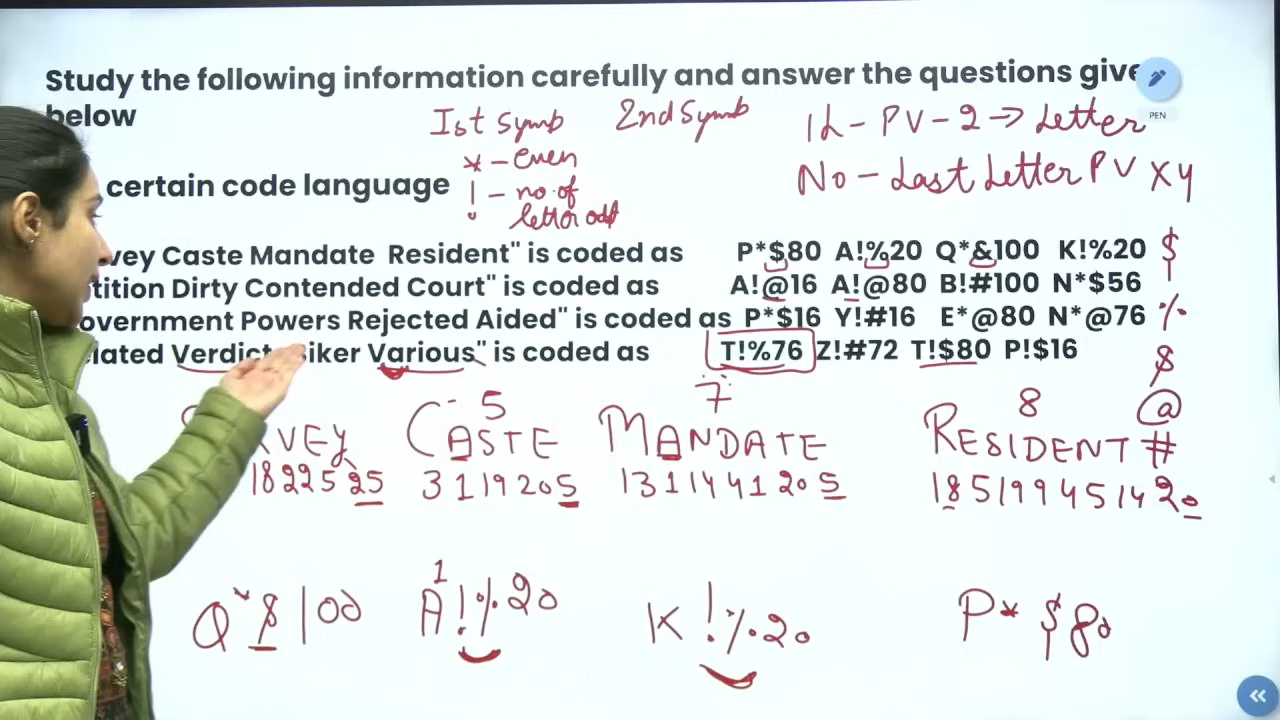 Study the following information carefully and answer the questions give
PEN
below
Ist Symb 2nd Symb
1L - PV - 2 → Letter
* - even
No - Last Letter PV X 4
certain code language
! - no. of
letter odd
vey Caste Mandate Resident" is coded as P*$80 A!%20 Q*&100 K!%20 $
tition Dirty Contended Court" is coded as A!@16 A!@80 B!#100 N*$56
overnment Powers Rejected Aided" is coded as P*$16 Y!#16 E*@80 N*@76 %
lated Verdict Biker Various" is coded as T!%76 Z!#72 T!$80 P!$16
$
5 7 8 @
RVEY CASTE MANDATE RESIDENT #
18 22 5 25 3 1 19 20 5 13 1 14 4 1 20 5 18 5 19 9 4 5 14 20
1
Q*$100 A!%20 K!%20 P*$80